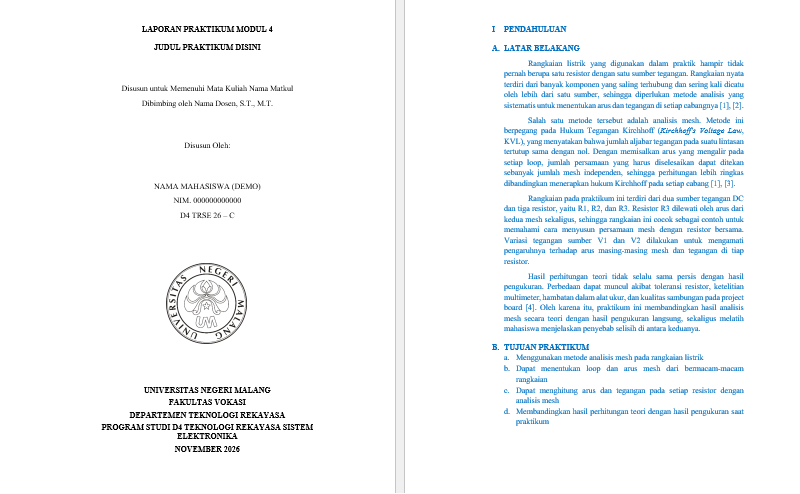 LAPORAN PRAKTIKUM MODUL 4
JUDUL PRAKTIKUM DISINI
Disusun untuk Memenuhi Mata Kuliah Nama Matkul
Dibimbing oleh Nama Dosen, S.T., M.T.
Disusun Oleh:
NAMA MAHASISWA (DEMO)
NIM. 000000000000
D4 TRSE 26 – C
UNIVERSITAS NEGERI MALANG
UM
UNIVERSITAS NEGERI MALANG
FAKULTAS VOKASI
DEPARTEMEN TEKNOLOGI REKAYASA
PROGRAM STUDI D4 TEKNOLOGI REKAYASA SISTEM
ELEKTRONIKA
NOVEMBER 2026
I PENDAHULUAN
A. LATAR BELAKANG
Rangkaian listrik yang digunakan dalam praktik hampir tidak
pernah berupa satu resistor dengan satu sumber tegangan. Rangkaian nyata
terdiri dari banyak komponen yang saling terhubung dan sering kali dicatu
oleh lebih dari satu sumber, sehingga diperlukan metode analisis yang
sistematis untuk menentukan arus dan tegangan di setiap cabangnya [1], [2].
Salah satu metode tersebut adalah analisis mesh. Metode ini
berpegang pada Hukum Tegangan Kirchhoff (Kirchhoff's Voltage Law,
KVL), yang menyatakan bahwa jumlah aljabar tegangan pada suatu lintasan
tertutup sama dengan nol. Dengan memisalkan arus yang mengalir pada
setiap loop, jumlah persamaan yang harus diselesaikan dapat ditekan
sebanyak jumlah mesh independen, sehingga perhitungan lebih ringkas
dibandingkan menerapkan hukum Kirchhoff pada setiap cabang [1], [3].
Rangkaian pada praktikum ini terdiri dari dua sumber tegangan DC
dan tiga resistor, yaitu R1, R2, dan R3. Resistor R3 dilewati oleh arus dari
kedua mesh sekaligus, sehingga rangkaian ini cocok sebagai contoh untuk
memahami cara menyusun persamaan mesh dengan resistor bersama.
Variasi tegangan sumber V1 dan V2 dilakukan untuk mengamati
pengaruhnya terhadap arus masing-masing mesh dan tegangan di tiap
resistor.
Hasil perhitungan teori tidak selalu sama persis dengan hasil
pengukuran. Perbedaan dapat muncul akibat toleransi resistor, ketelitian
multimeter, hambatan dalam alat ukur, dan kualitas sambungan pada project
board [4]. Oleh karena itu, praktikum ini membandingkan hasil analisis
mesh secara teori dengan hasil pengukuran langsung, sekaligus melatih
mahasiswa menjelaskan penyebab selisih di antara keduanya.
B. TUJUAN PRAKTIKUM
a. Menggunakan metode analisis mesh pada rangkaian listrik
b. Dapat menentukan loop dan arus mesh dari bermacam-macam
rangkaian
c. Dapat menghitung arus dan tegangan pada setiap resistor dengan
analisis mesh
d. Membandingkan hasil perhitungan teori dengan hasil pengukuran saat
praktikum